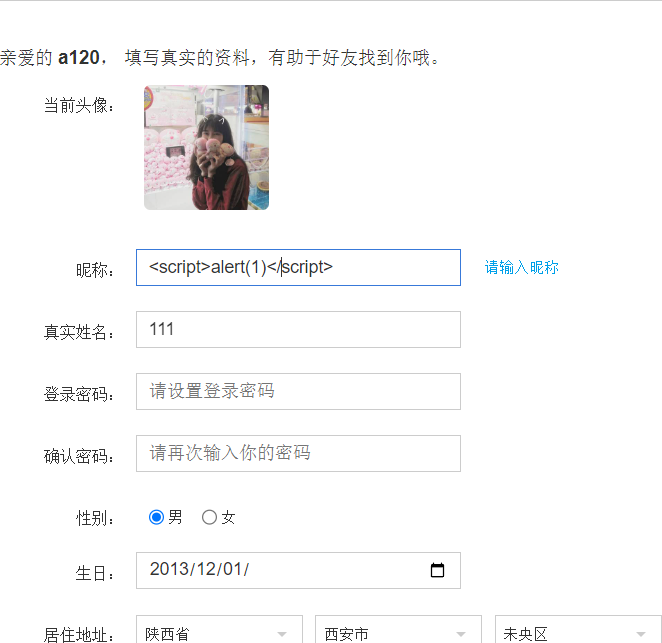 亲爱的 a120， 填写真实的资料，有助于好友找到你哦。
当前头像：
昵称： <script>alert(1)</script> 请输入昵称
真实姓名： 111
登录密码： 请设置登录密码
确认密码： 请再次输入你的密码
性别： 男 女
生日： 2013/12/01/
居住地址： 陕西省 西安市 未央区